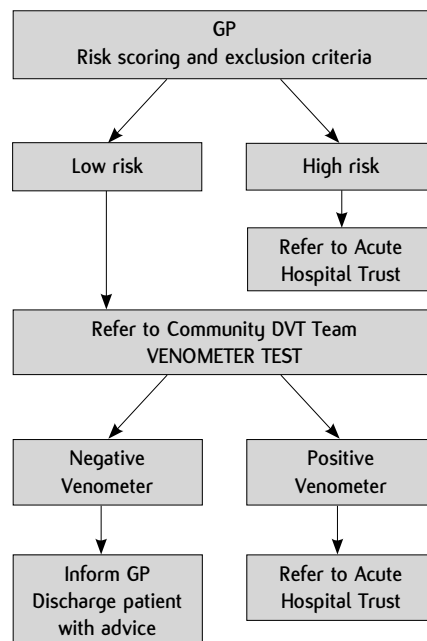 GP
Risk scoring and exclusion criteria
Low risk
High risk
Refer to Acute
Hospital Trust
Refer to Community DVT Team
VENOMETER TEST
Negative
Venometer
Positive
Venometer
Inform GP
Discharge patient
with advice
Refer to Acute
Hospital Trust